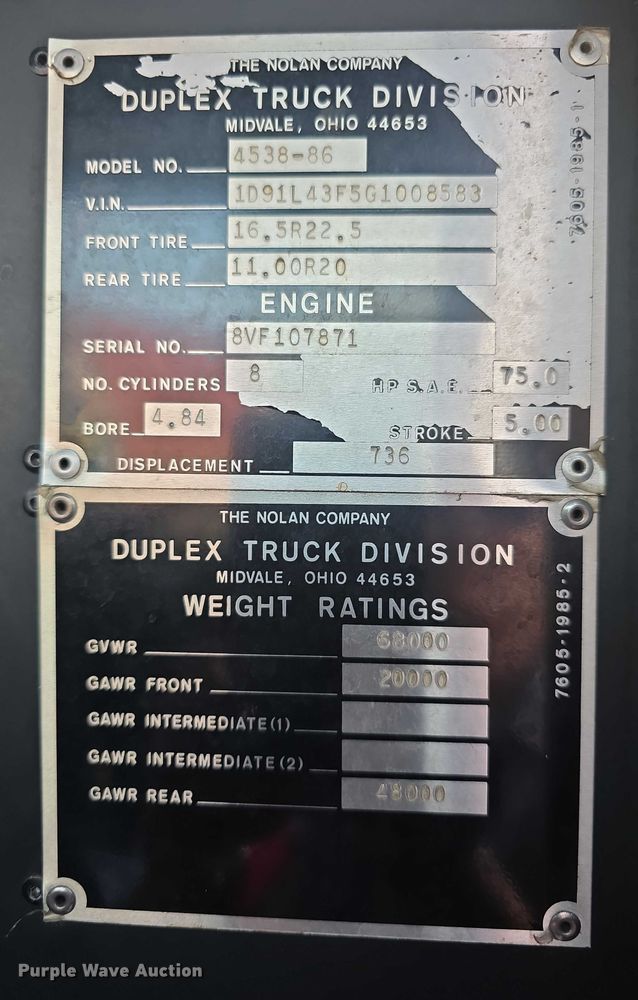 THE NOLAN COMPANY
DUPLEX TRUCK DIVISION
MIDVALE, OHIO 44653
MODEL NO. 4538-86
V.I.N. 1D91L43F5G1008583
FRONT TIRE 16.5R22.5
REAR TIRE 11.00R20
ENGINE
SERIAL NO. 8VF107871
NO. CYLINDERS 8 HP S.A.E. 75.0
BORE 4.84 STROKE 5.00
DISPLACEMENT 736
7605-1985-1
THE NOLAN COMPANY
DUPLEX TRUCK DIVISION
MIDVALE, OHIO 44653
WEIGHT RATINGS
GVWR 68000
GAWR FRONT 20000
GAWR INTERMEDIATE(1)
GAWR INTERMEDIATE(2)
GAWR REAR 48000
7605-1985-2
Purple Wave Auction